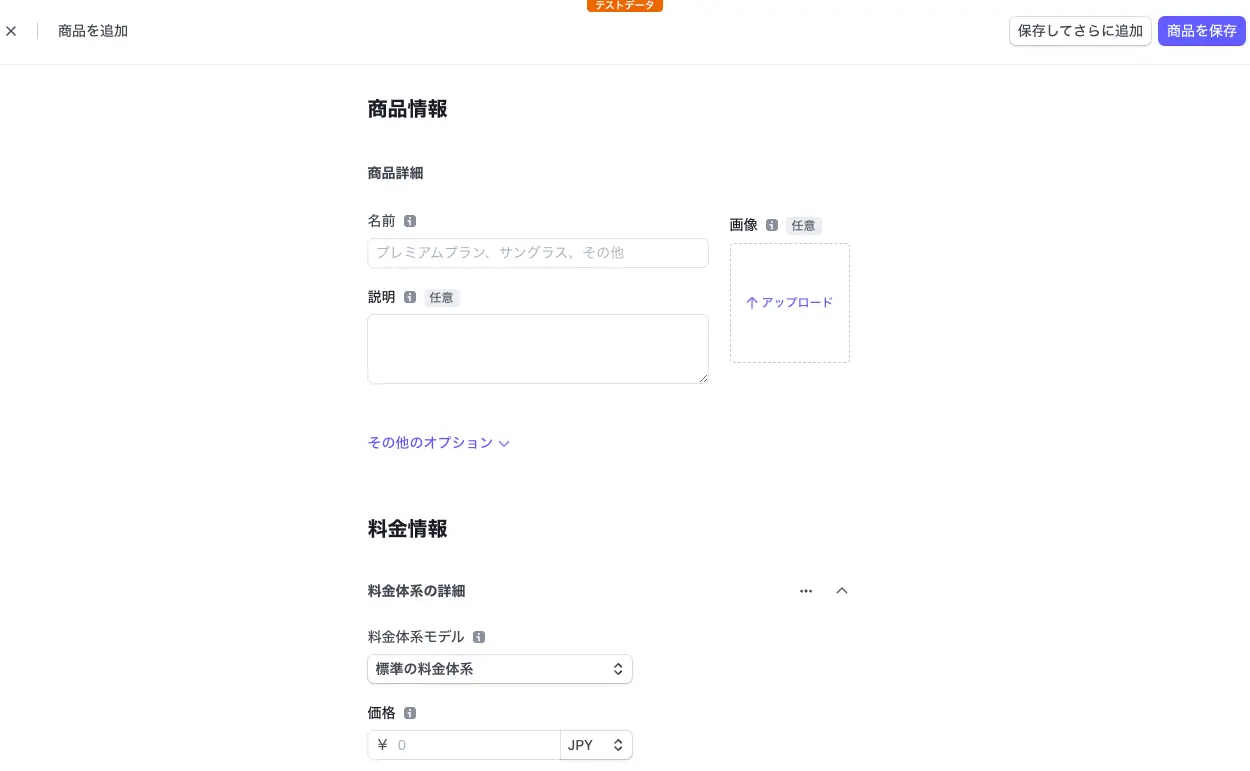 テストデータ
商品を追加
保存してさらに追加
商品を保存
商品情報
商品詳細
名前
プレミアムプラン、サングラス、その他
画像 任意
アップロード
説明 任意
その他のオプション
料金情報
料金体系の詳細
料金体系モデル
標準の料金体系
価格
¥ 0 JPY